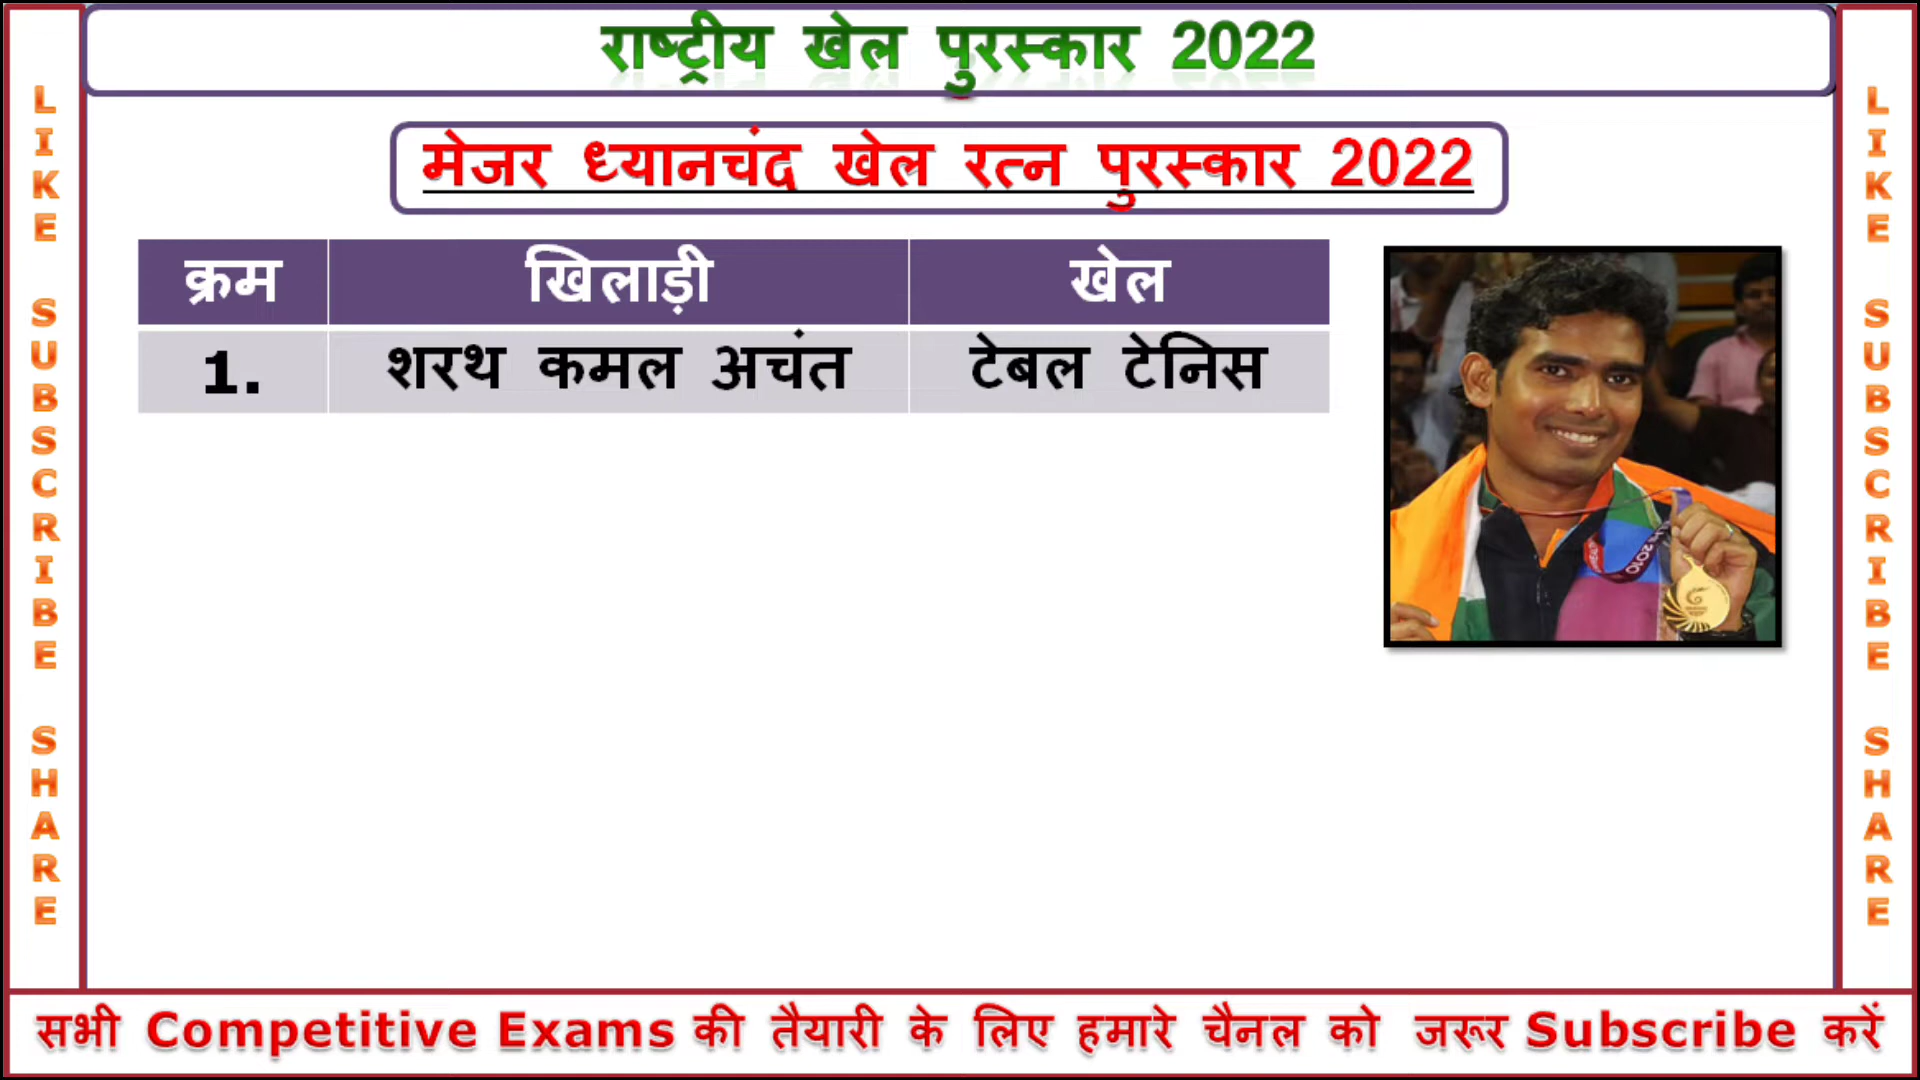 राष्ट्रीय खेल पुरस्कार 2022
मेजर ध्यानचंद खेल रत्न पुरस्कार 2022
क्रम खिलाड़ी खेल
1. शरथ कमल अचंत टेबल टेनिस
LIKE SUBSCRIBE SHARE
LIKE SUBSCRIBE SHARE
सभी Competitive Exams की तैयारी के लिए हमारे चैनल को जरूर Subscribe करें